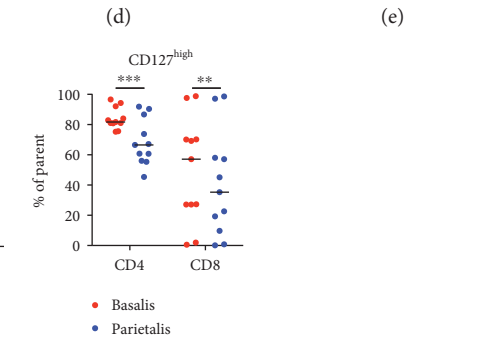 (d)
(e)
CD127high
***
**
100
80
60
40
20
0
% of parent
CD4
CD8
Basalis
Parietalis